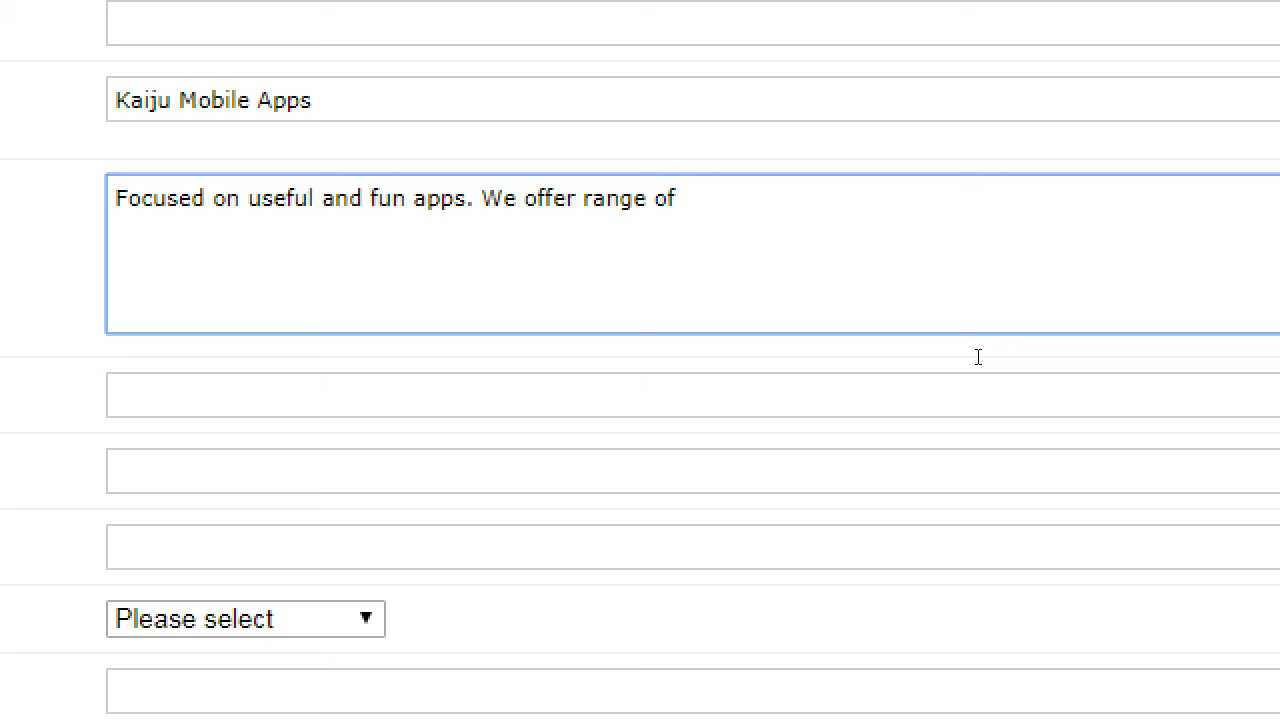 Kaiju Mobile Apps
Focused on useful and fun apps. We offer range of
Please select